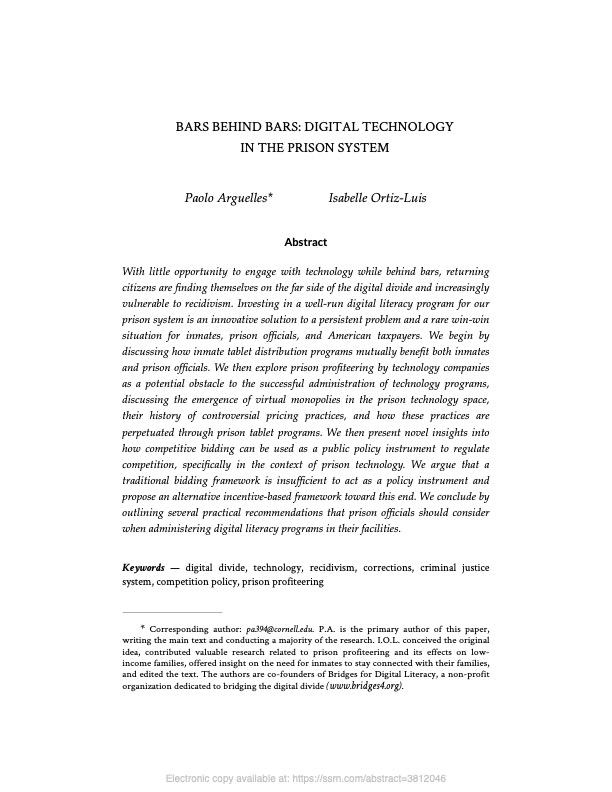 BARS BEHIND BARS: DIGITAL TECHNOLOGY
IN THE PRISON SYSTEM
Paolo Arguelles* Isabelle Ortiz-Luis
Abstract
With little opportunity to engage with technology while behind bars, returning
citizens are finding themselves on the far side of the digital divide and increasingly
vulnerable to recidivism. Investing in a well-run digital literacy program for our
prison system is an innovative solution to a persistent problem and a rare win-win
situation for inmates, prison officials, and American taxpayers. We begin by
discussing how inmate tablet distribution programs mutually benefit both inmates
and prison officials. We then explore prison profiteering by technology companies
as a potential obstacle to the successful administration of technology programs,
discussing the emergence of virtual monopolies in the prison technology space,
their history of controversial pricing practices, and how these practices are
perpetuated through prison tablet programs. We then present novel insights into
how competitive bidding can be used as a public policy instrument to regulate
competition, specifically in the context of prison technology. We argue that a
traditional bidding framework is insufficient to act as a policy instrument and
propose an alternative incentive-based framework toward this end. We conclude by
outlining several practical recommendations that prison officials should consider
when administering digital literacy programs in their facilities.
Keywords — digital divide, technology, recidivism, corrections, criminal justice
system, competition policy, prison profiteering
* Corresponding author: pa394@cornell.edu. P.A. is the primary author of this paper,
writing the main text and conducting a majority of the research. I.O.L. conceived the original
idea, contributed valuable research related to prison profiteering and its effects on low-
income families, offered insight on the need for inmates to stay connected with their families,
and edited the text. The authors are co-founders of Bridges for Digital Literacy, a non-profit
organization dedicated to bridging the digital divide (www.bridges4.org).
Electronic copy available at: https://ssrn.com/abstract=3812046